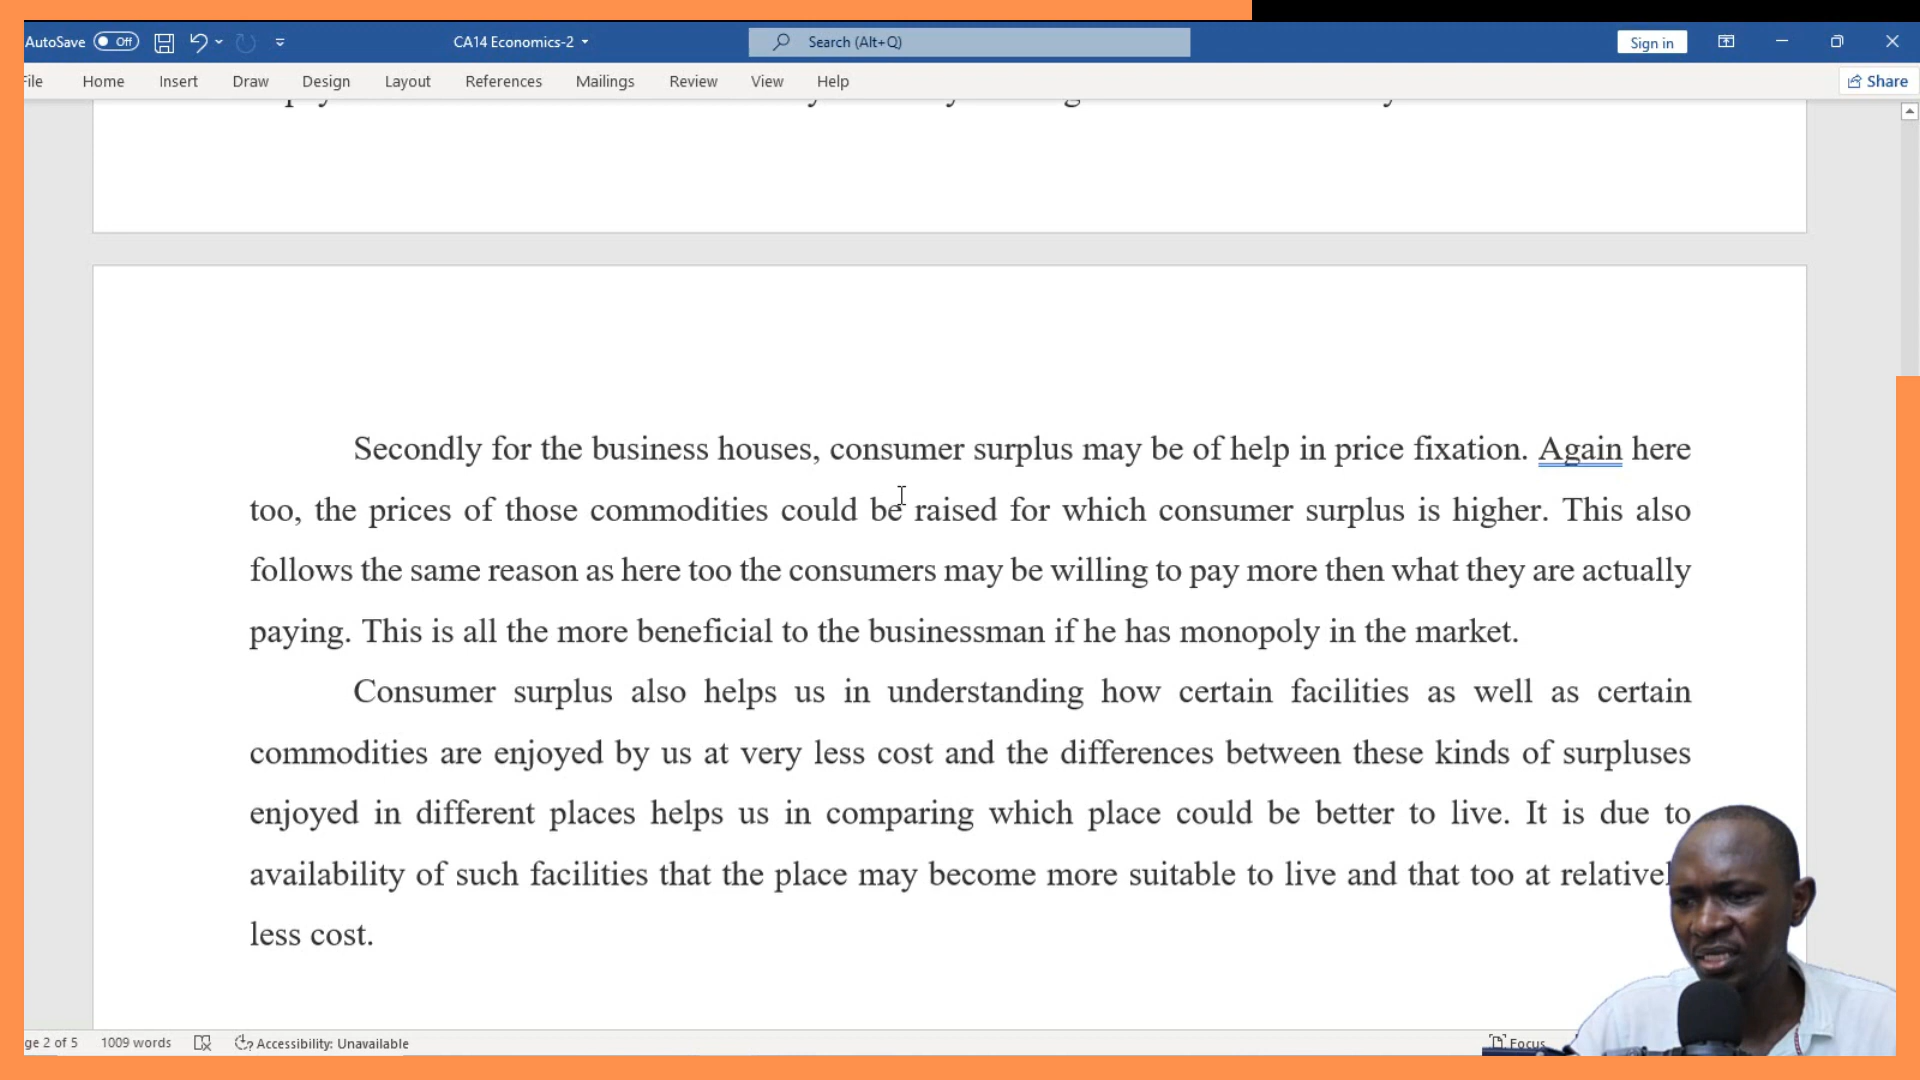 AutoSave Off CA14 Economics-2 Search (Alt+Q) Sign in
File Home Insert Draw Design Layout References Mailings Review View Help Share
Secondly for the business houses, consumer surplus may be of help in price fixation. Again here
too, the prices of those commodities could be raised for which consumer surplus is higher. This also
follows the same reason as here too the consumers may be willing to pay more then what they are actually
paying. This is all the more beneficial to the businessman if he has monopoly in the market.
Consumer surplus also helps us in understanding how certain facilities as well as certain
commodities are enjoyed by us at very less cost and the differences between these kinds of surpluses
enjoyed in different places helps us in comparing which place could be better to live. It is due to
availability of such facilities that the place may become more suitable to live and that too at relativel
less cost.
ge 2 of 5 1009 words Accessibility: Unavailable Focus